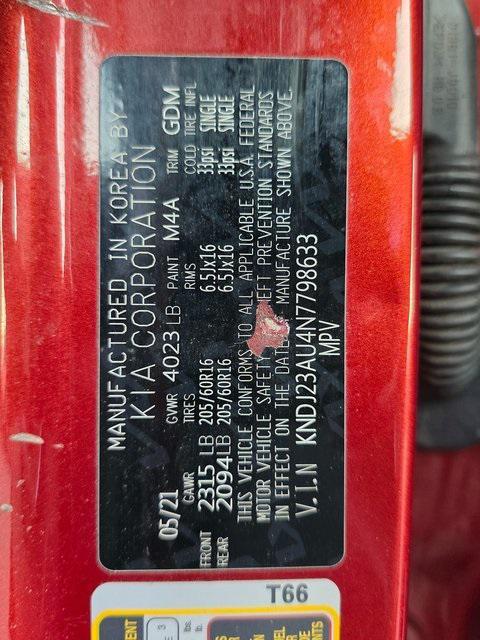 MANUFACTURED IN KOREA BY
KIA CORPORATION
05/21 GVWR 4023 LB PAINT M4A TRIM GDM
GAWR TIRES RIMS COLD TIRE INFL
FRONT 2315 LB 205/60R16 6.5Jx16 33psi SINGLE
REAR 2094LB 205/60R16 6.5Jx16 33psi SINGLE
THIS VEHICLE CONFORMS TO ALL APPLICABLE U.S.A. FEDERAL
MOTOR VEHICLE SAFETY THEFT PREVENTION STANDARDS
IN EFFECT ON THE DATE MANUFACTURE SHOWN ABOVE.
V.I.N KNDJ23AU4N7798633
MPV
T66
3
lbs.
lb.